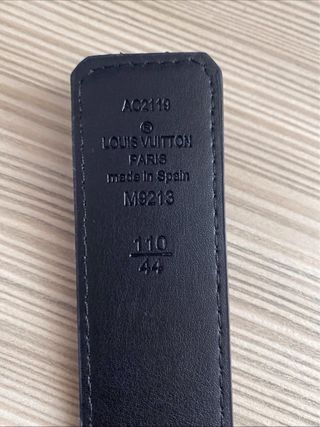 AC2119
®
LOUIS VUITTON
PARIS
made in Spain
M9213
110
44